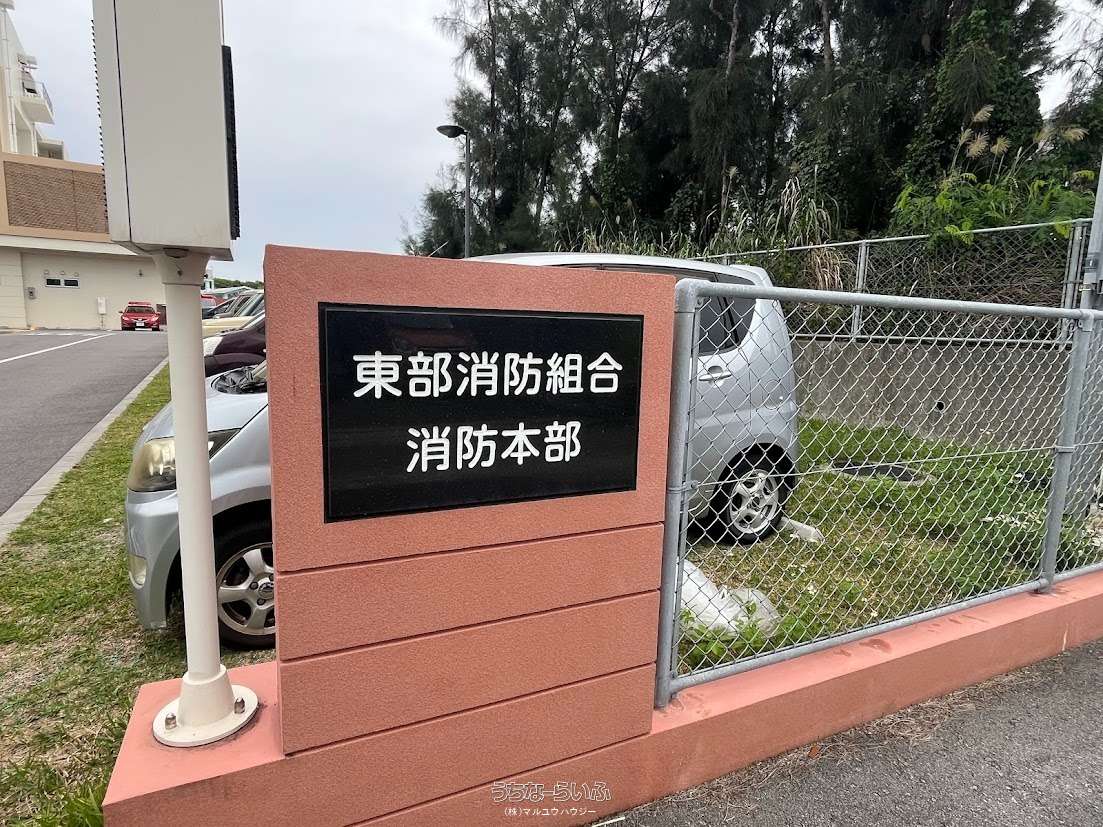 東部消防組合
消防本部
うちなーらいふ
(株)マルユウハウジー